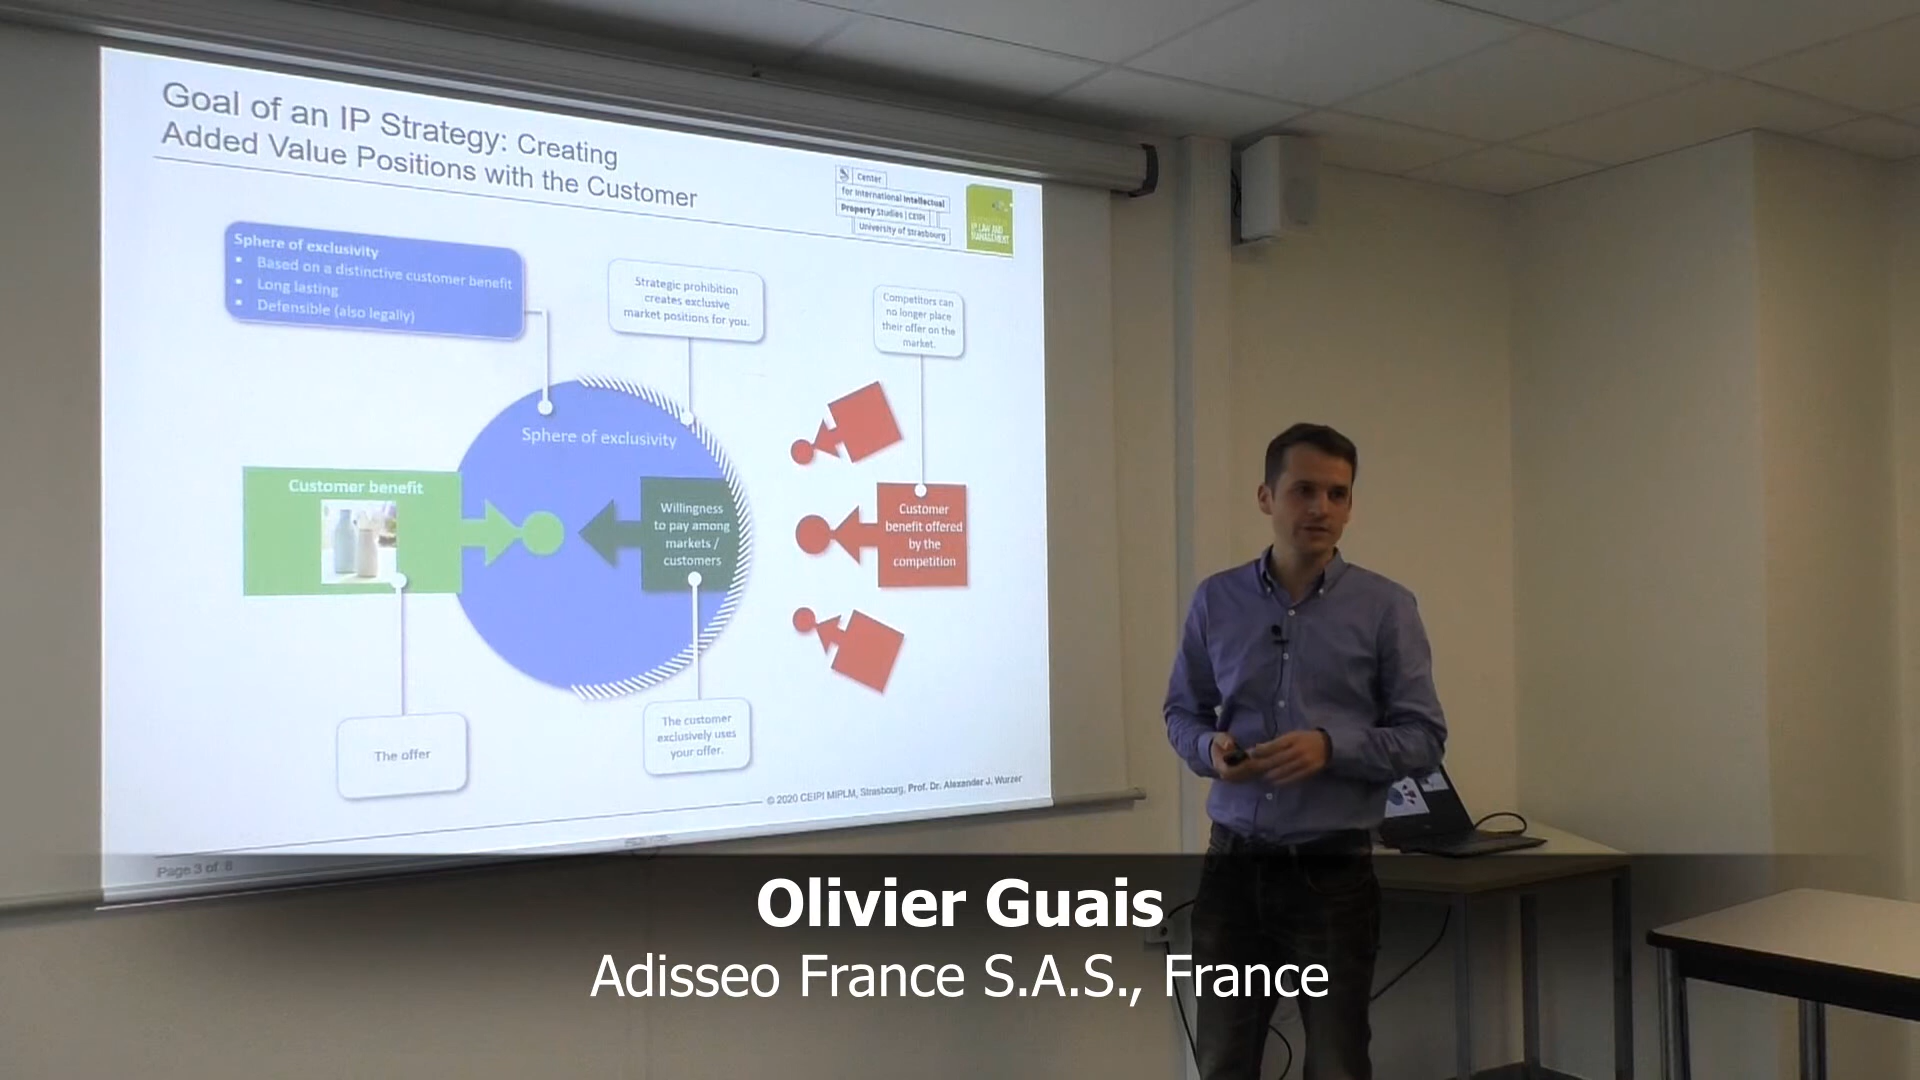 Goal of an IP Strategy: Creating
Added Value Positions with the Customer
Center
for International Intellectual
Property Studies | CEIPI
University of Strasbourg
IP LAW AND
MANAGEMENT
Sphere of exclusivity
▪ Based on a distinctive customer benefit
▪ Long lasting
▪ Defensible (also legally)
Strategic prohibition
creates exclusive
market positions for you.
Competitors can
no longer place
their offer on the
market.
Sphere of exclusivity
Customer benefit
Willingness
to pay among
markets /
customers
Customer
benefit offered
by the
competition
The offer
The customer
exclusively uses
your offer.
© 2020 CEIPI MIPLM, Strasbourg, Prof. Dr. Alexander J. Wurzer
Page 3 of 8
Olivier Guais
Adisseo France S.A.S., France